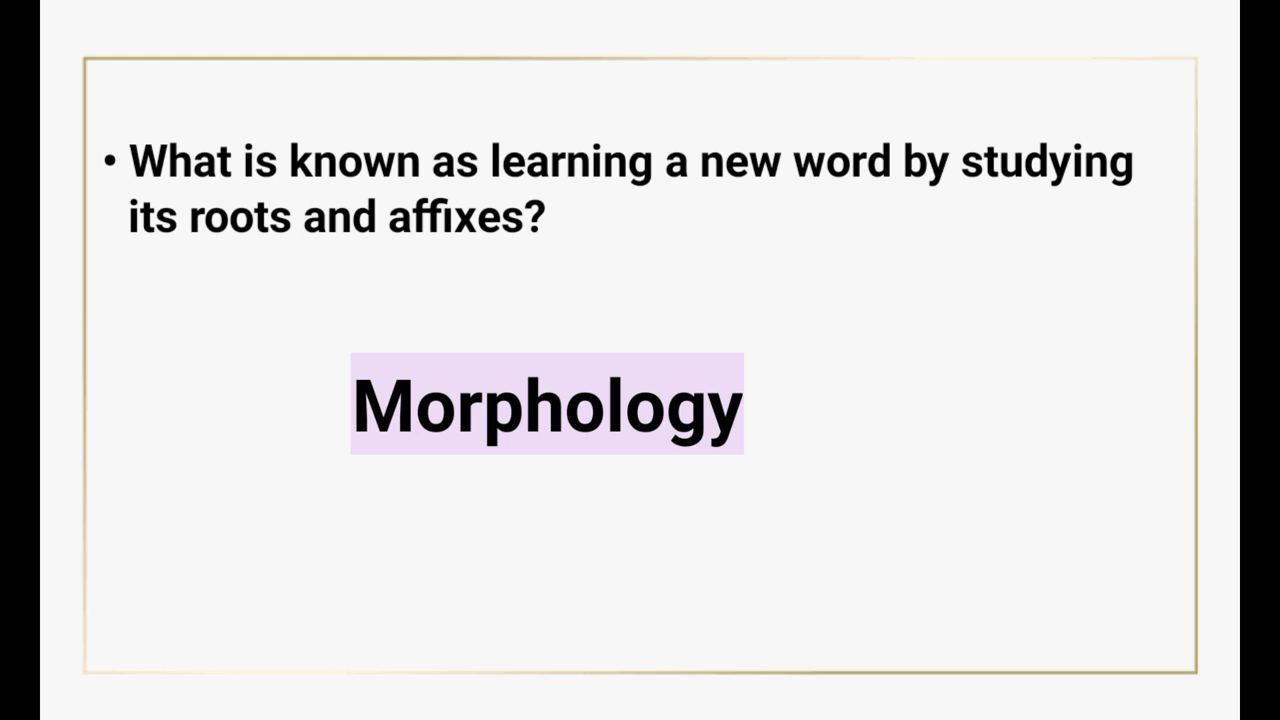 • What is known as learning a new word by studying
its roots and affixes?
Morphology